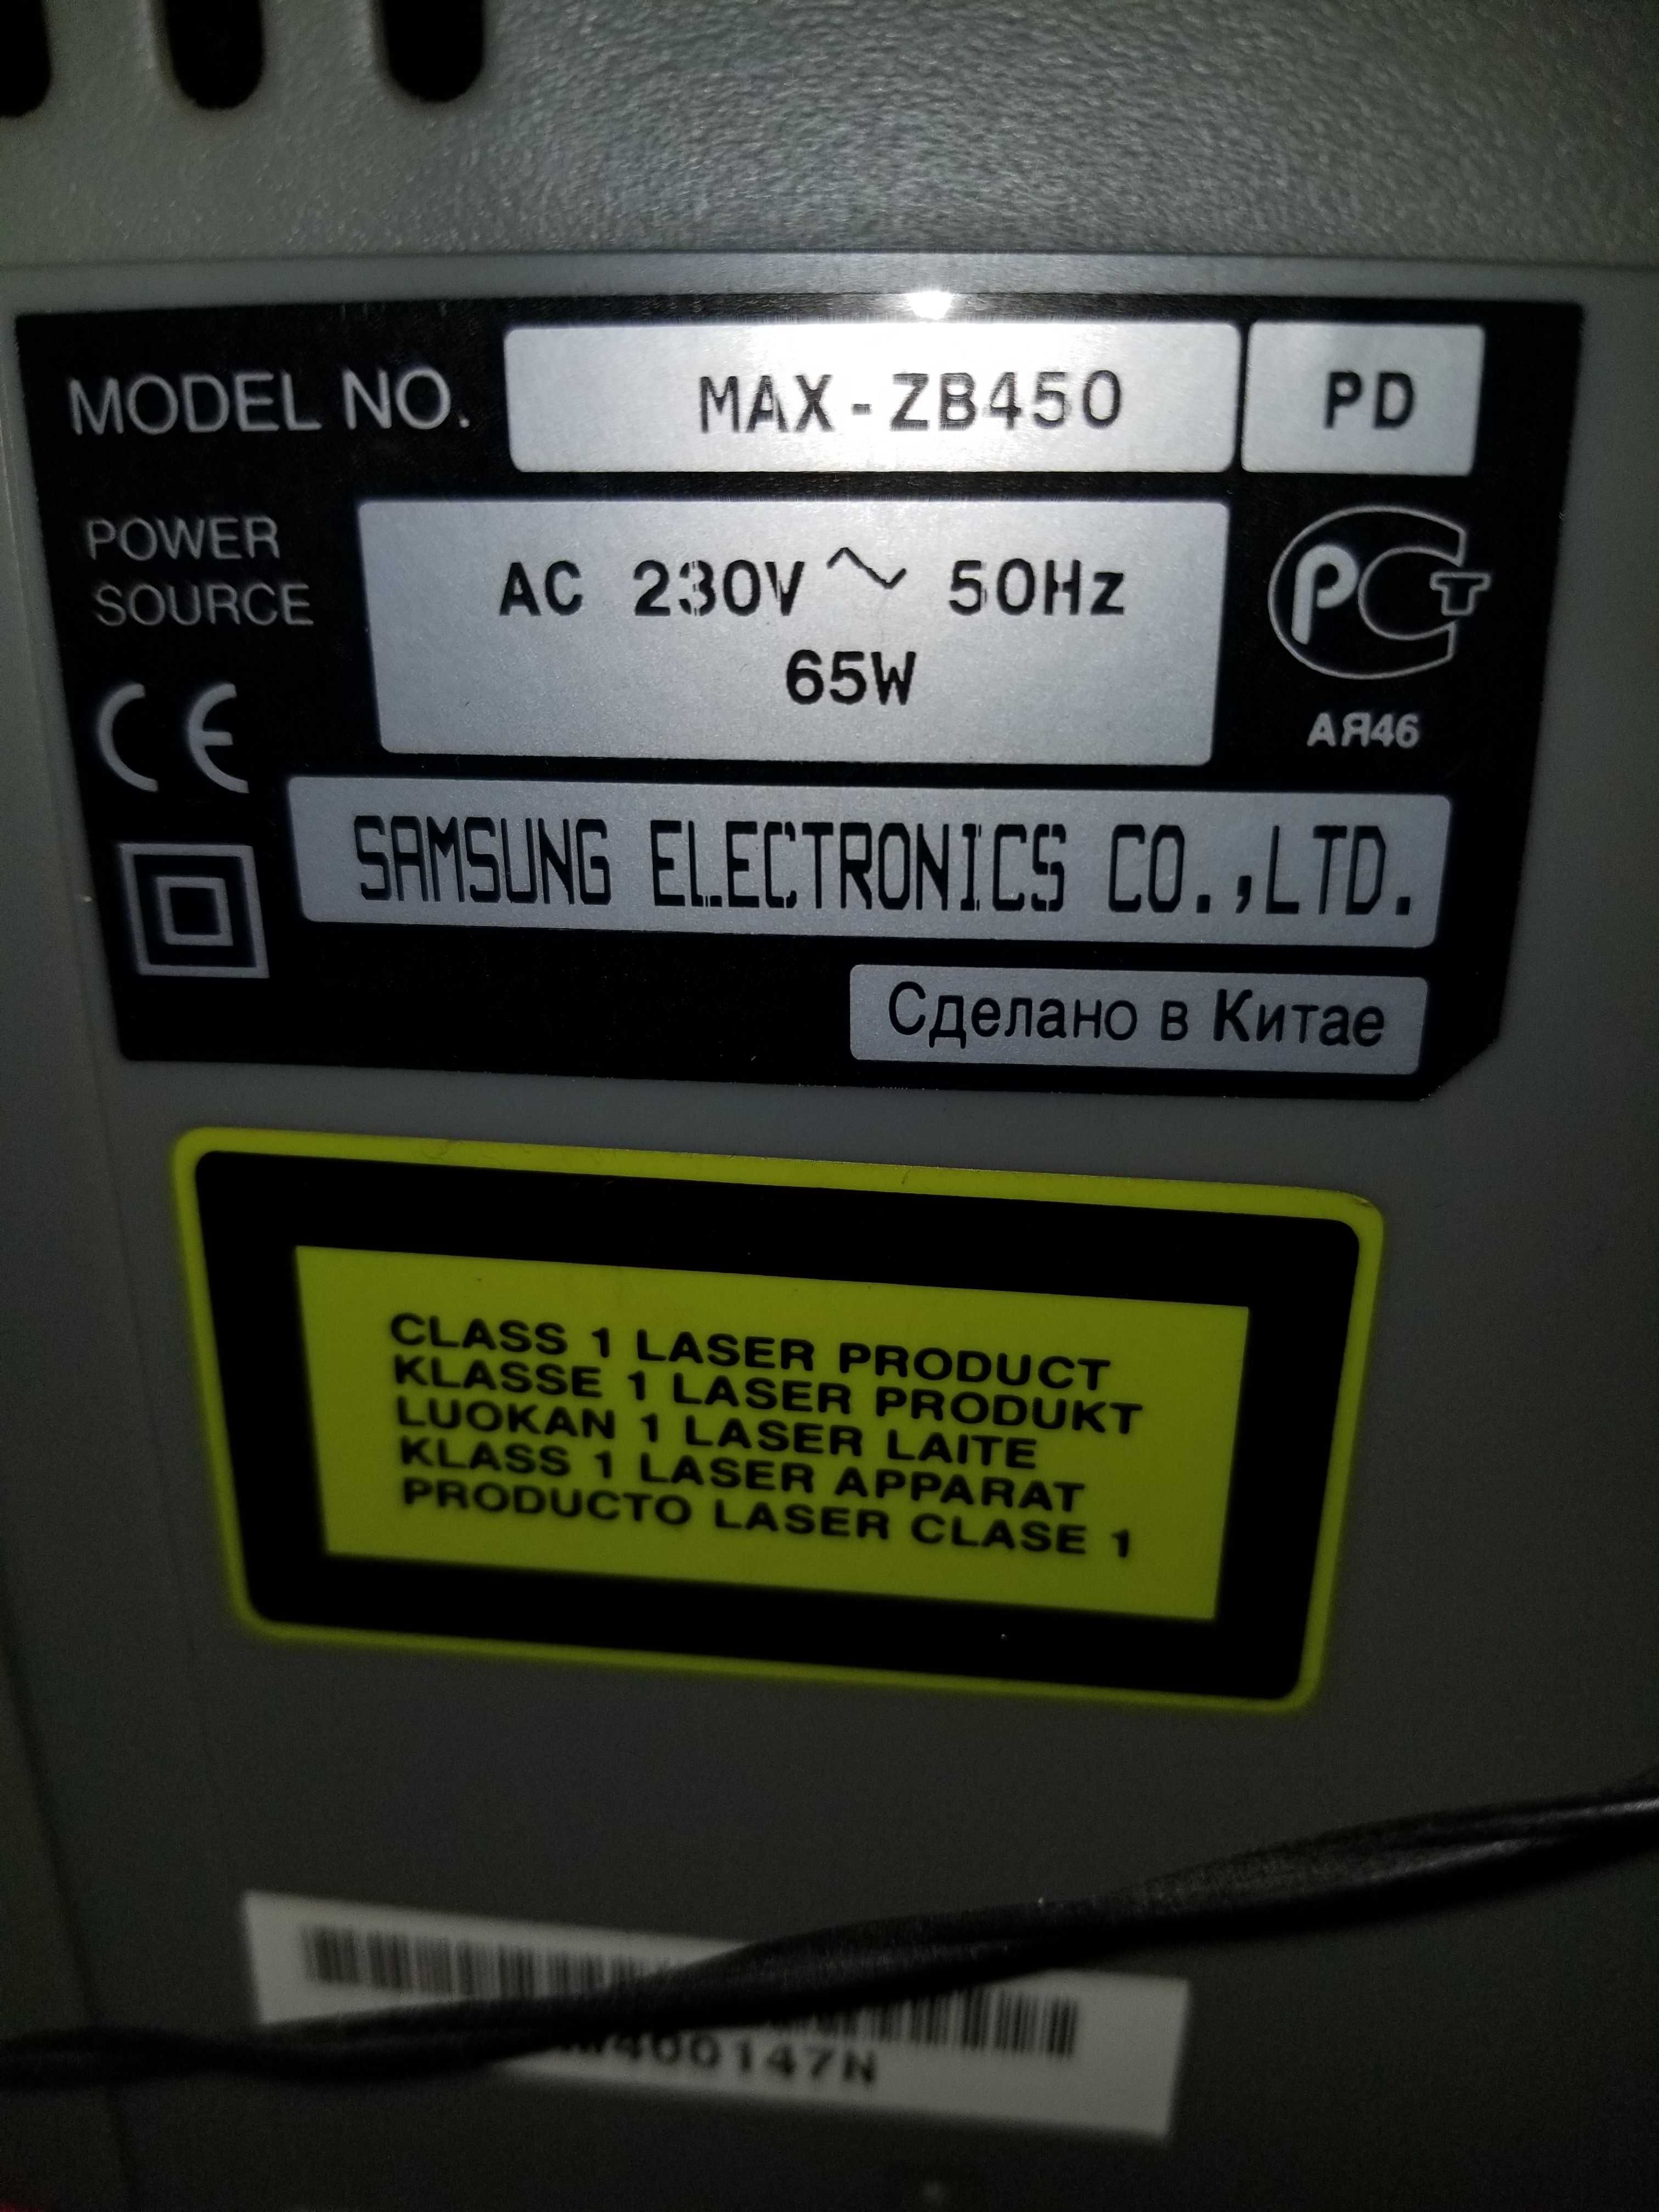 MODEL NO. MAX-ZB450 PD
POWER
SOURCE
AC 230V ~ 50Hz
65W
PCT
АЯ46
CE
SAMSUNG ELECTRONICS CO.,LTD.
Сделано в Китае
CLASS 1 LASER PRODUCT
KLASSE 1 LASER PRODUKT
LUOKAN 1 LASER LAITE
KLASS 1 LASER APPARAT
PRODUCTO LASER CLASE 1